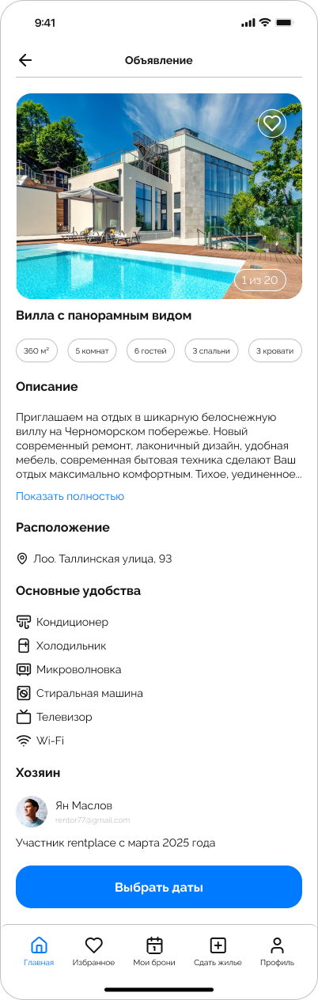 9:41
Объявление
1 из 20
Вилла с панорамным видом
360 м² 5 комнат 6 гостей 3 спальни 3 кровати
Описание
Приглашаем на отдых в шикарную белоснежную
виллу на Черноморском побережье. Новый
современный ремонт, лаконичный дизайн, удобная
мебель, современная бытовая техника сделают Ваш
отдых максимально комфортным. Тихое, уединенное...
Показать полностью
Расположение
Лоо. Таллинская улица, 93
Основные удобства
Кондиционер
Холодильник
Микроволновка
Стиральная машина
Телевизор
Wi-Fi
Хозяин
Ян Маслов
rentor77@gmail.com
Участник rentplace с марта 2025 года
Выбрать даты
1
Главная Избранное Мои брони Сдать жилье Профиль